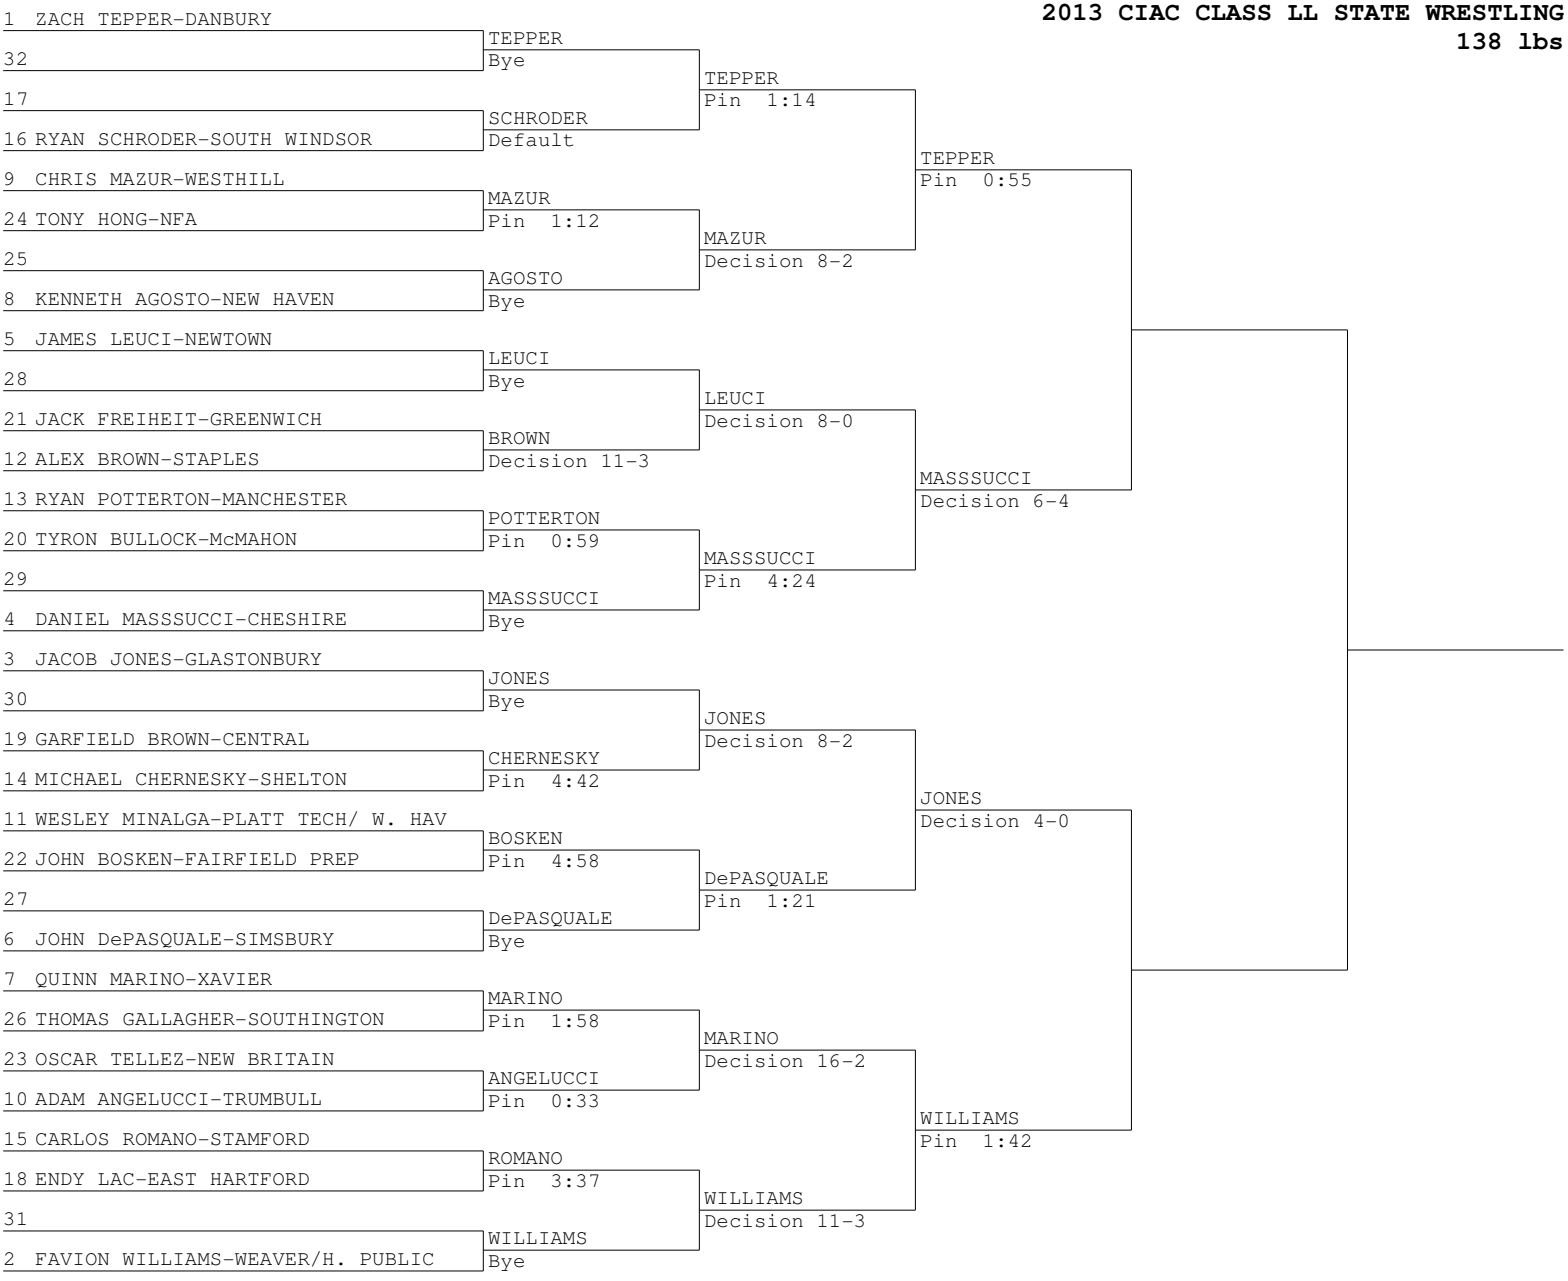 2013 CIAC CLASS LL STATE WRESTLING
138 lbs
1 ZACH TEPPER-DANBURY
32
17
16 RYAN SCHRODER-SOUTH WINDSOR
9 CHRIS MAZUR-WESTHILL
24 TONY HONG-NFA
25
8 KENNETH AGOSTO-NEW HAVEN
5 JAMES LEUCI-NEWTOWN
28
21 JACK FREIHEIT-GREENWICH
12 ALEX BROWN-STAPLES
13 RYAN POTTERTON-MANCHESTER
20 TYRON BULLOCK-McMAHON
29
4 DANIEL MASSSUCCI-CHESHIRE
3 JACOB JONES-GLASTONBURY
30
19 GARFIELD BROWN-CENTRAL
14 MICHAEL CHERNESKY-SHELTON
11 WESLEY MINALGA-PLATT TECH/ W. HAV
22 JOHN BOSKEN-FAIRFIELD PREP
27
6 JOHN DePASQUALE-SIMSBURY
7 QUINN MARINO-XAVIER
26 THOMAS GALLAGHER-SOUTHINGTON
23 OSCAR TELLEZ-NEW BRITAIN
10 ADAM ANGELUCCI-TRUMBULL
15 CARLOS ROMANO-STAMFORD
18 ENDY LAC-EAST HARTFORD
31
2 FAVION WILLIAMS-WEAVER/H. PUBLIC
TEPPER
Bye
SCHRODER
Default
MAZUR
Pin 1:12
AGOSTO
Bye
LEUCI
Bye
BROWN
Decision 11-3
POTTERTON
Pin 0:59
MASSSUCCI
Bye
JONES
Bye
CHERNESKY
Pin 4:42
BOSKEN
Pin 4:58
DePASQUALE
Bye
MARINO
Pin 1:58
ANGELUCCI
Pin 0:33
ROMANO
Pin 3:37
WILLIAMS
Bye
TEPPER
Pin 1:14
MAZUR
Decision 8-2
LEUCI
Decision 8-0
MASSSUCCI
Pin 4:24
JONES
Decision 8-2
DePASQUALE
Pin 1:21
MARINO
Decision 16-2
WILLIAMS
Decision 11-3
TEPPER
Pin 0:55
MASSSUCCI
Decision 6-4
JONES
Decision 4-0
WILLIAMS
Pin 1:42